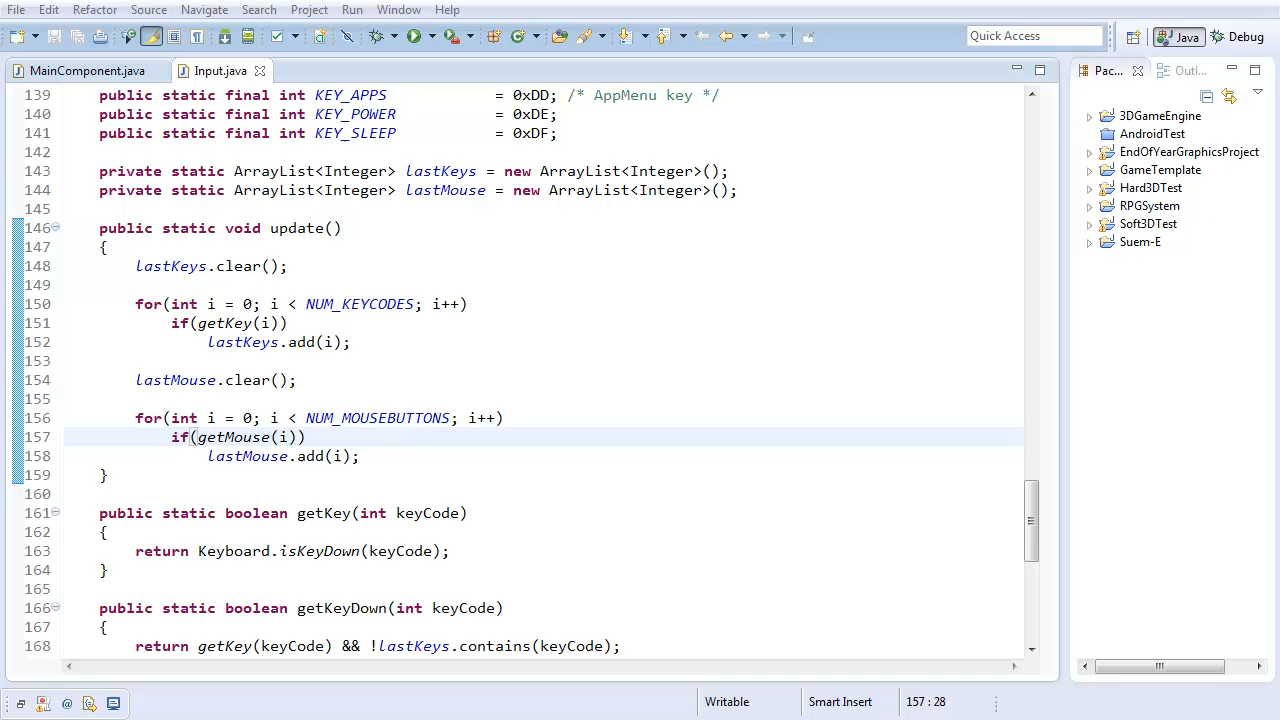 File Edit Refactor Source Navigate Search Project Run Window Help
Quick Access Java Debug
MainComponent.java Input.java Pac... Outl...
139 public static final int KEY_APPS = 0xDD; /* AppMenu key */
140 public static final int KEY_POWER = 0xDE;
141 public static final int KEY_SLEEP = 0xDF;
142
143 private static ArrayList<Integer> lastKeys = new ArrayList<Integer>();
144 private static ArrayList<Integer> lastMouse = new ArrayList<Integer>();
145
146 public static void update()
147 {
148 lastKeys.clear();
149
150 for(int i = 0; i < NUM_KEYCODES; i++)
151 if(getKey(i))
152 lastKeys.add(i);
153
154 lastMouse.clear();
155
156 for(int i = 0; i < NUM_MOUSEBUTTONS; i++)
157 if(getMouse(i))
158 lastMouse.add(i);
159 }
160
161 public static boolean getKey(int keyCode)
162 {
163 return Keyboard.isKeyDown(keyCode);
164 }
165
166 public static boolean getKeyDown(int keyCode)
167 {
168 return getKey(keyCode) && !lastKeys.contains(keyCode);
3DGameEngine
AndroidTest
EndOfYearGraphicsProject
GameTemplate
Hard3DTest
RPGSystem
Soft3DTest
Suem-E
Writable Smart Insert 157 : 28